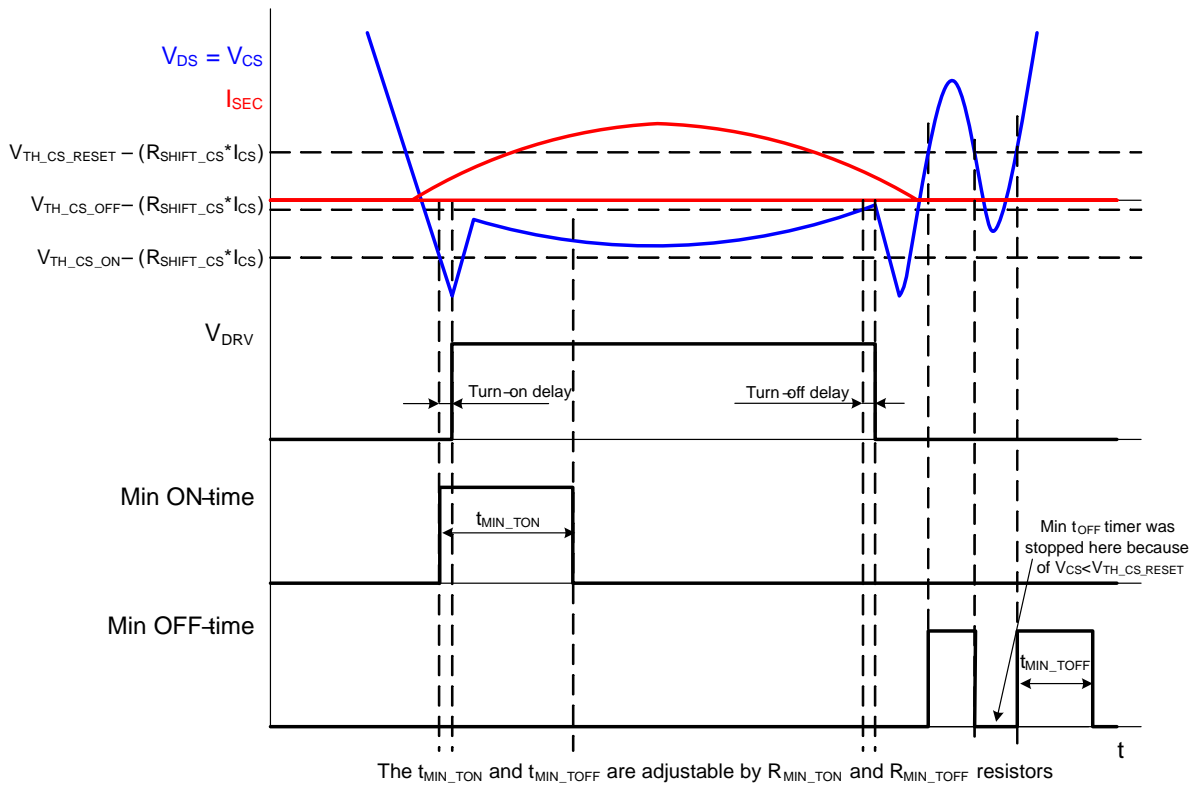 VDS = VCS
ISEC
VTH_CS_RESET – (RSHIFT_CS*ICS)
VTH_CS_OFF – (RSHIFT_CS*ICS)
VTH_CS_ON – (RSHIFT_CS*ICS)
VDRV
Turn–on delay
Turn–off delay
Min ON–time
tMIN_TON
Min tOFF timer was
stopped here because
of VCS<VTH_CS_RESET
Min OFF–time
tMIN_TOFF
t
The tMIN_TON and tMIN_TOFF are adjustable by RMIN_TON and RMIN_TOFF resistors